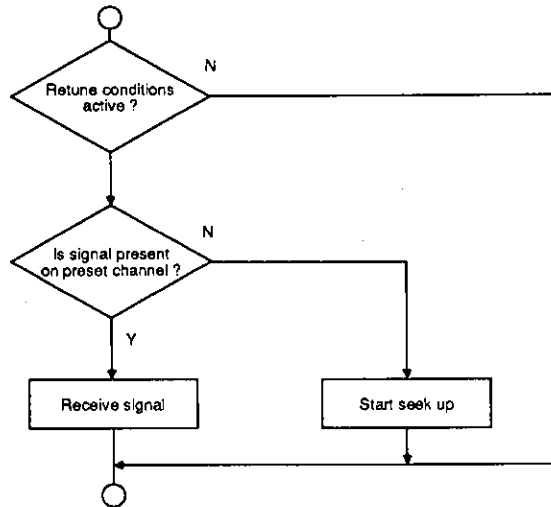 N
Retune conditions
active ?
N
Is signal present
on preset channel ?
Y
Receive signal
Start seek up